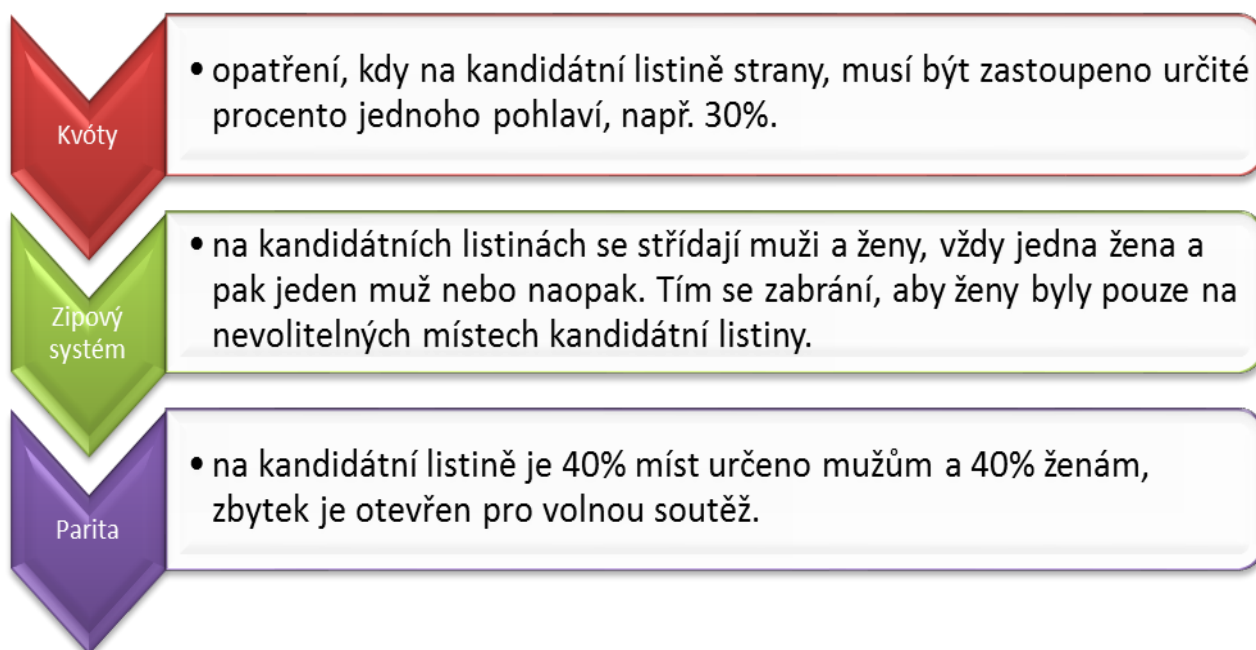 Kvóty
• opatření, kdy na kandidátní listině strany, musí být zastoupeno určité
procento jednoho pohlaví, např. 30%.
Zipový
systém
• na kandidátních listinách se střídají muži a ženy, vždy jedna žena a
pak jeden muž nebo naopak. Tím se zabrání, aby ženy byly pouze na
nevolitelných místech kandidátní listiny.
Parita
• na kandidátní listině je 40% míst určeno mužům a 40% ženám,
zbytek je otevřen pro volnou soutěž.